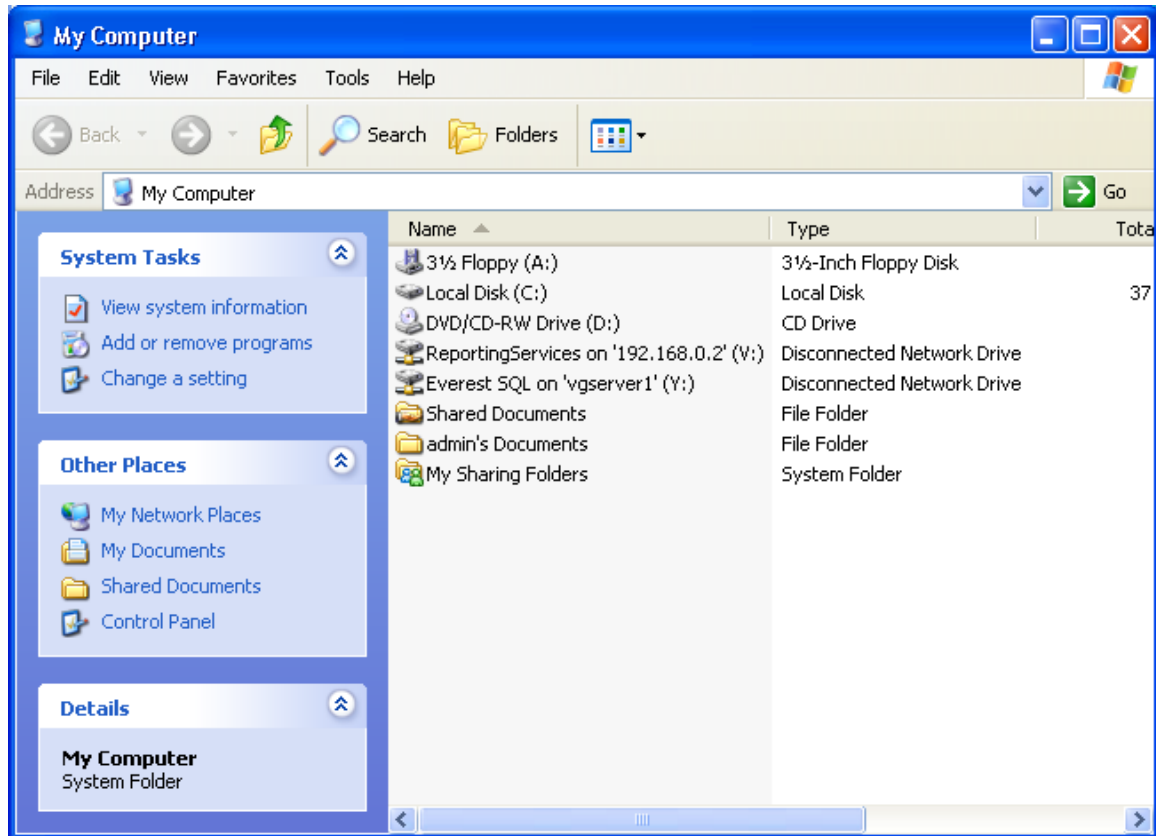 My Computer
File Edit View Favorites Tools Help
Back Search Folders
Address My Computer Go
System Tasks
View system information
Add or remove programs
Change a setting
Other Places
My Network Places
My Documents
Shared Documents
Control Panel
Details
My Computer
System Folder
Name Type Tota
3½ Floppy (A:) 3½-Inch Floppy Disk
Local Disk (C:) Local Disk 37
DVD/CD-RW Drive (D:) CD Drive
ReportingServices on '192.168.0.2' (V:) Disconnected Network Drive
Everest SQL on 'vgserver1' (Y:) Disconnected Network Drive
Shared Documents File Folder
admin's Documents File Folder
My Sharing Folders System Folder